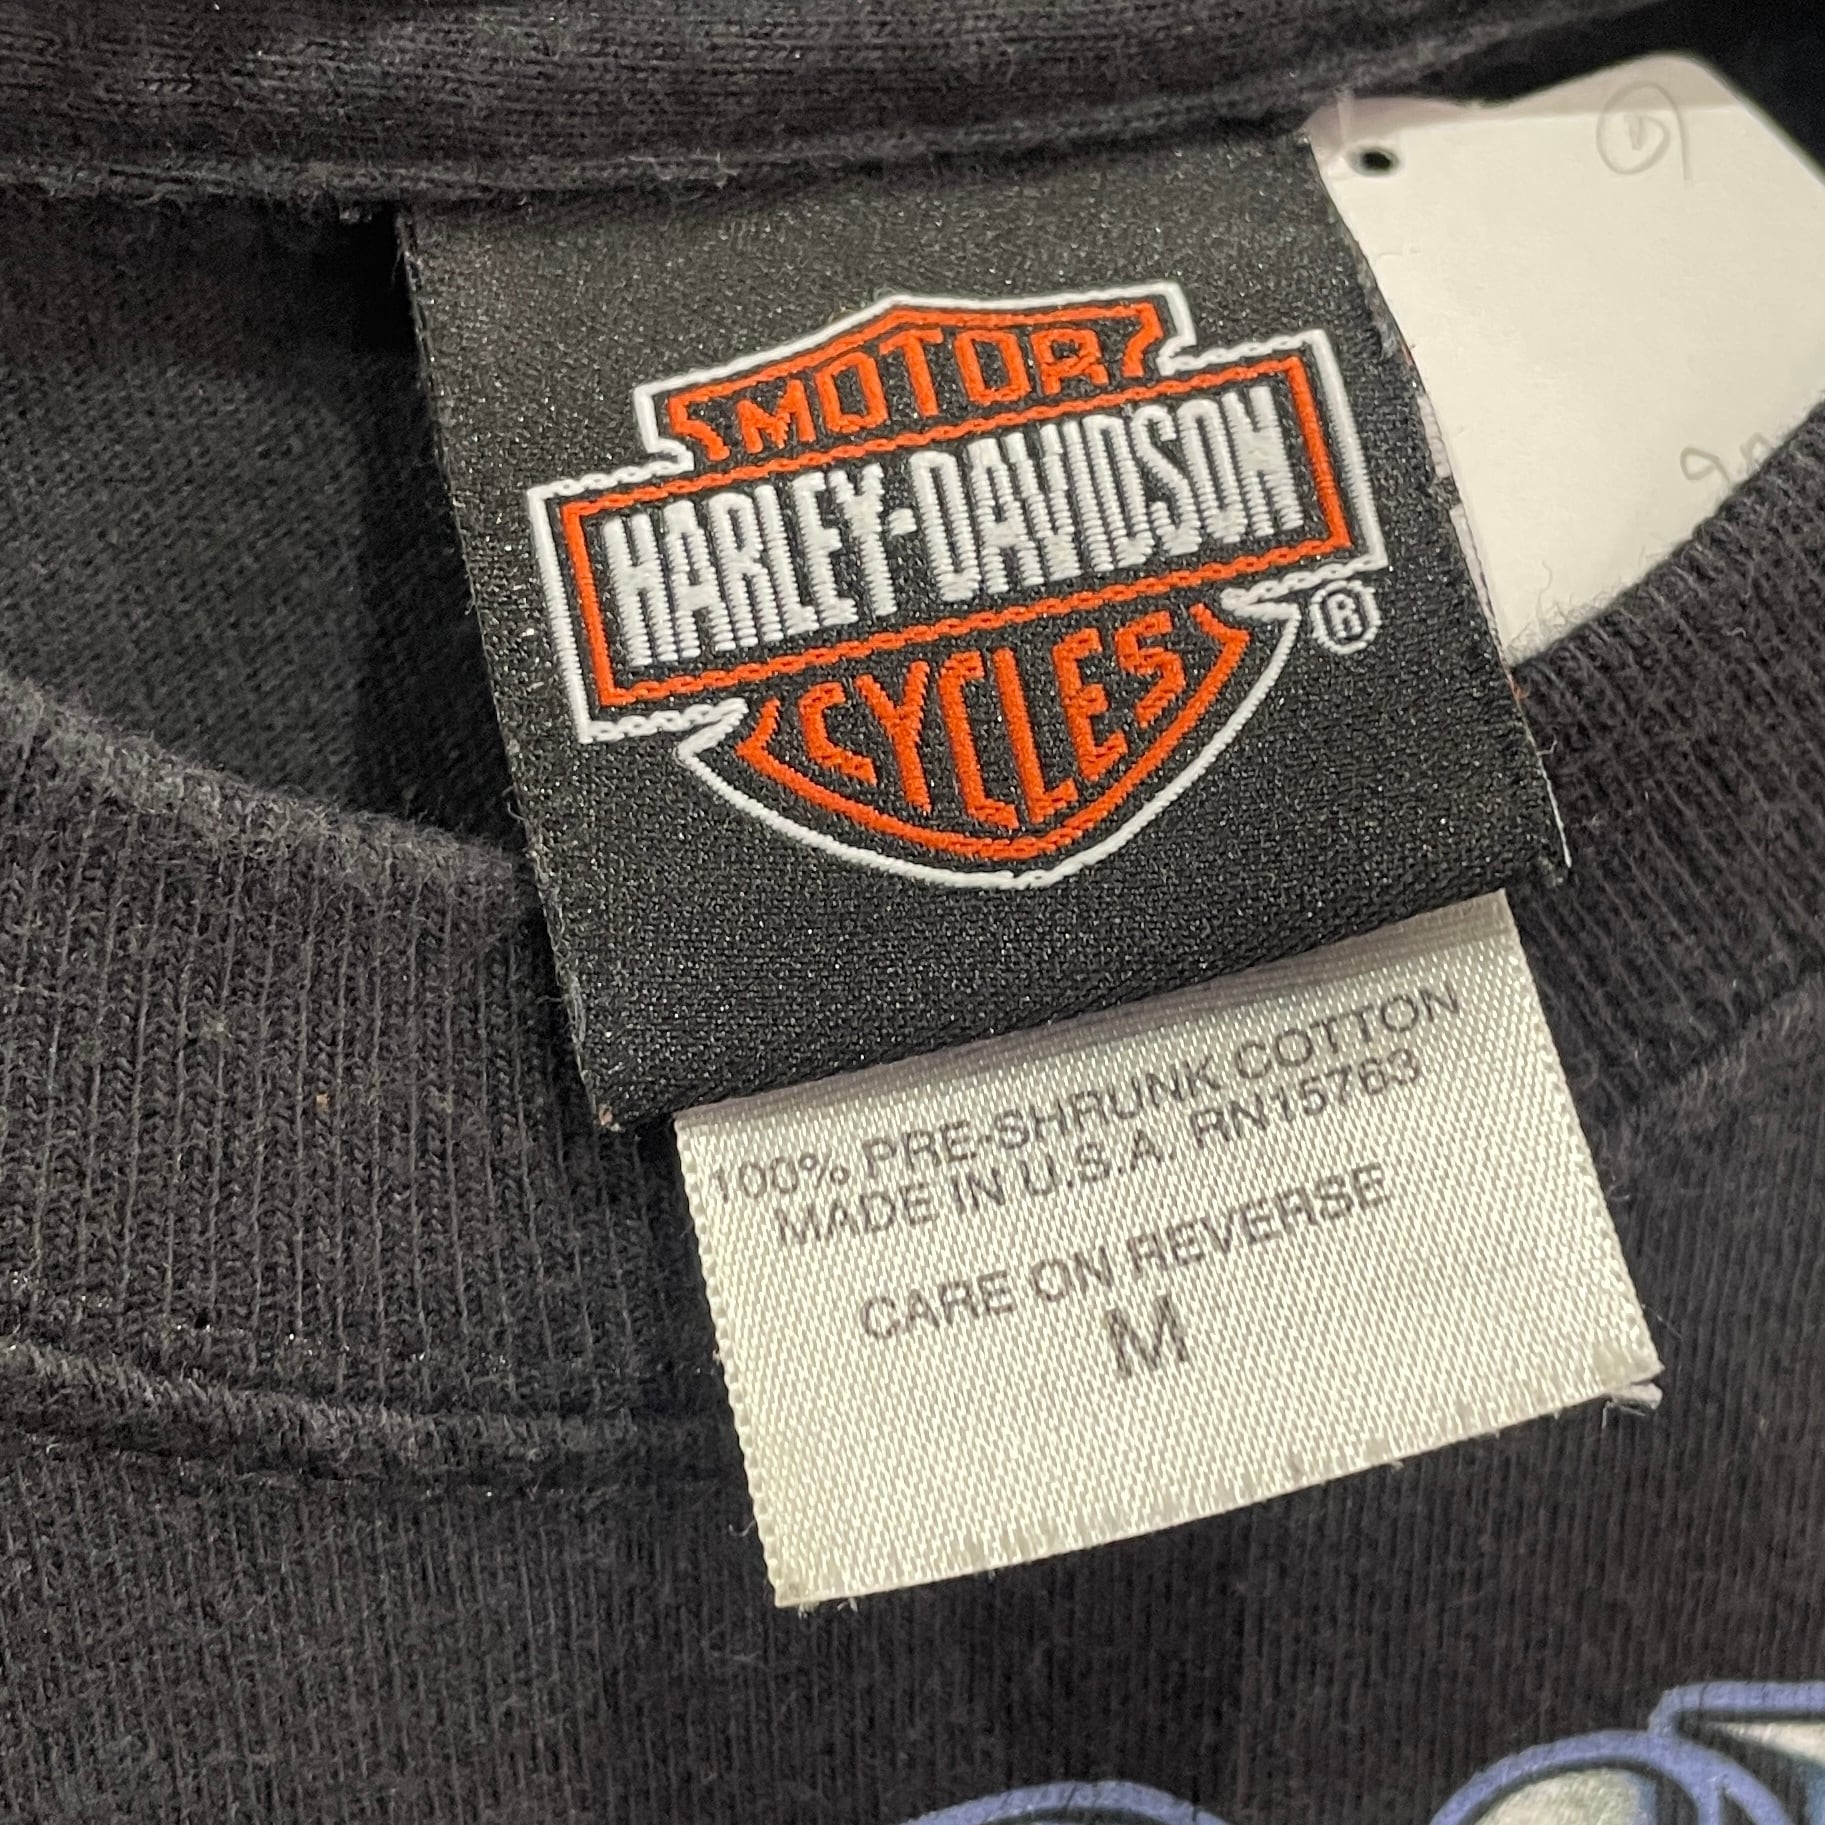 MOTOR
HARLEY-DAVIDSON
CYCLES
®
100% PRE-SHRUNK COTTON
MADE IN U.S.A. RN15763
CARE ON REVERSE
M